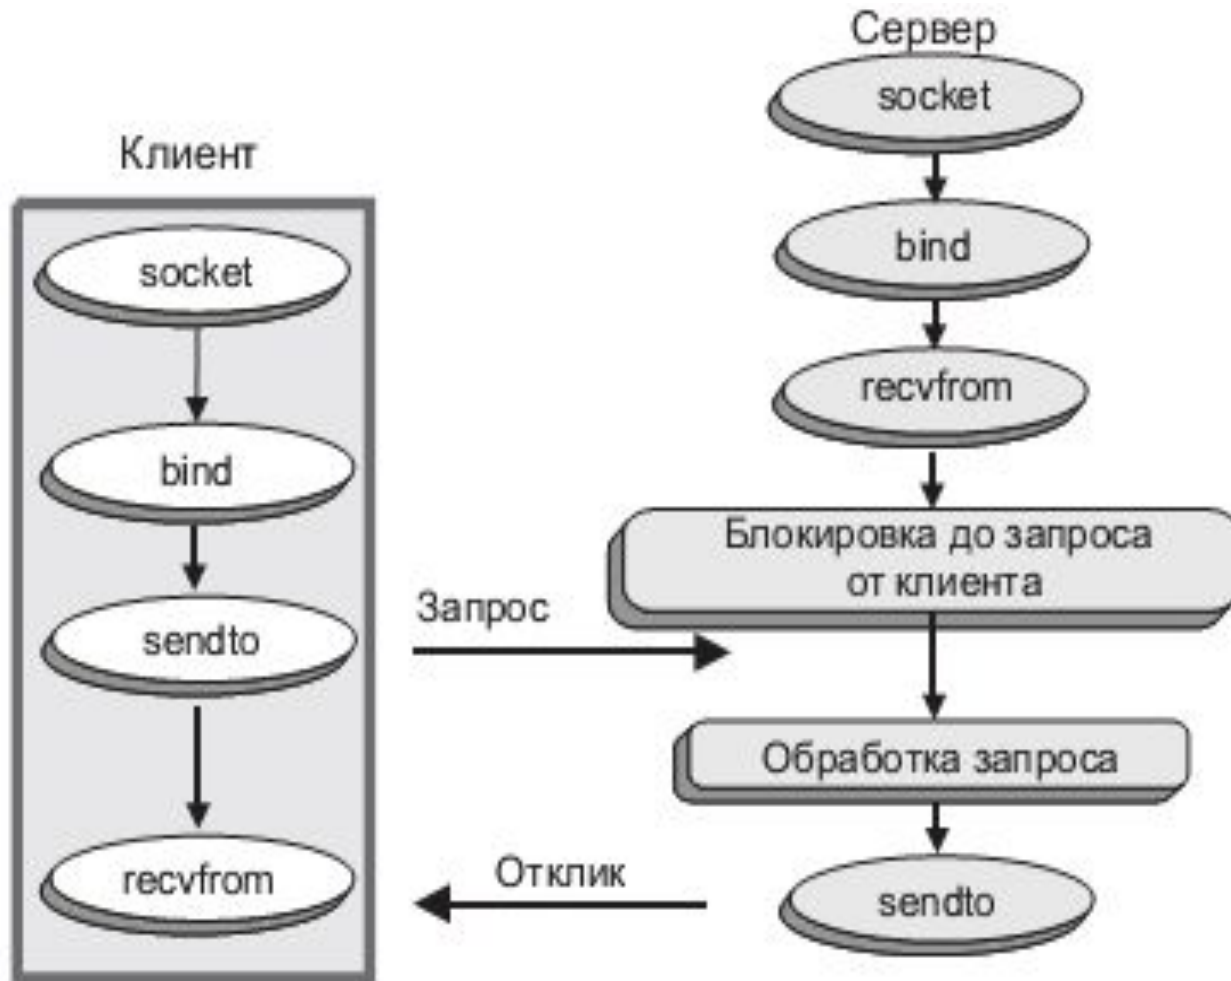 Клиент
socket
bind
sendto
recvfrom
Запрос
Отклик
Сервер
socket
bind
recvfrom
Блокировка до запроса
от клиента
Обработка запроса
sendto